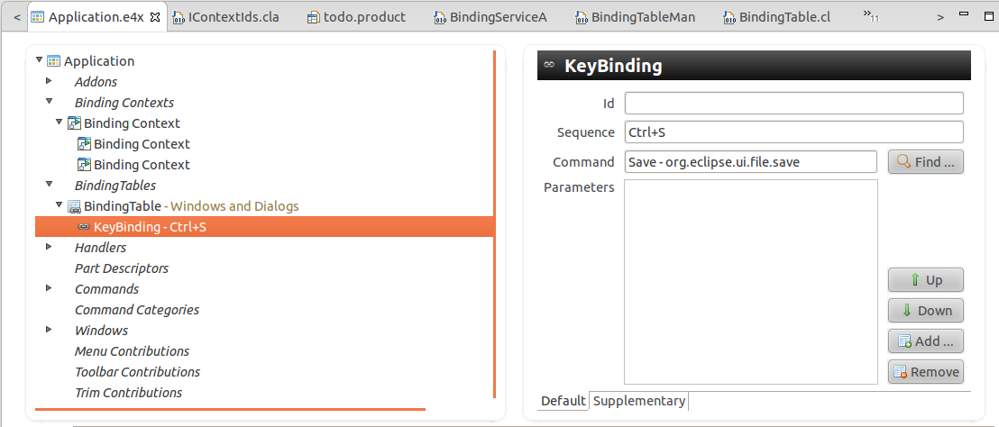 < Application.e4x IContextIds.cla todo.product BindingServiceA BindingTableMan BindingTable.cl »11 >
Application
Addons
Binding Contexts
Binding Context
Binding Context
Binding Context
BindingTables
BindingTable - Windows and Dialogs
KeyBinding - Ctrl+S
Handlers
Part Descriptors
Commands
Command Categories
Windows
Menu Contributions
Toolbar Contributions
Trim Contributions
KeyBinding
Id
Sequence Ctrl+S
Command Save - org.eclipse.ui.file.save Find ...
Parameters
Up
Down
Add ...
Remove
Default Supplementary